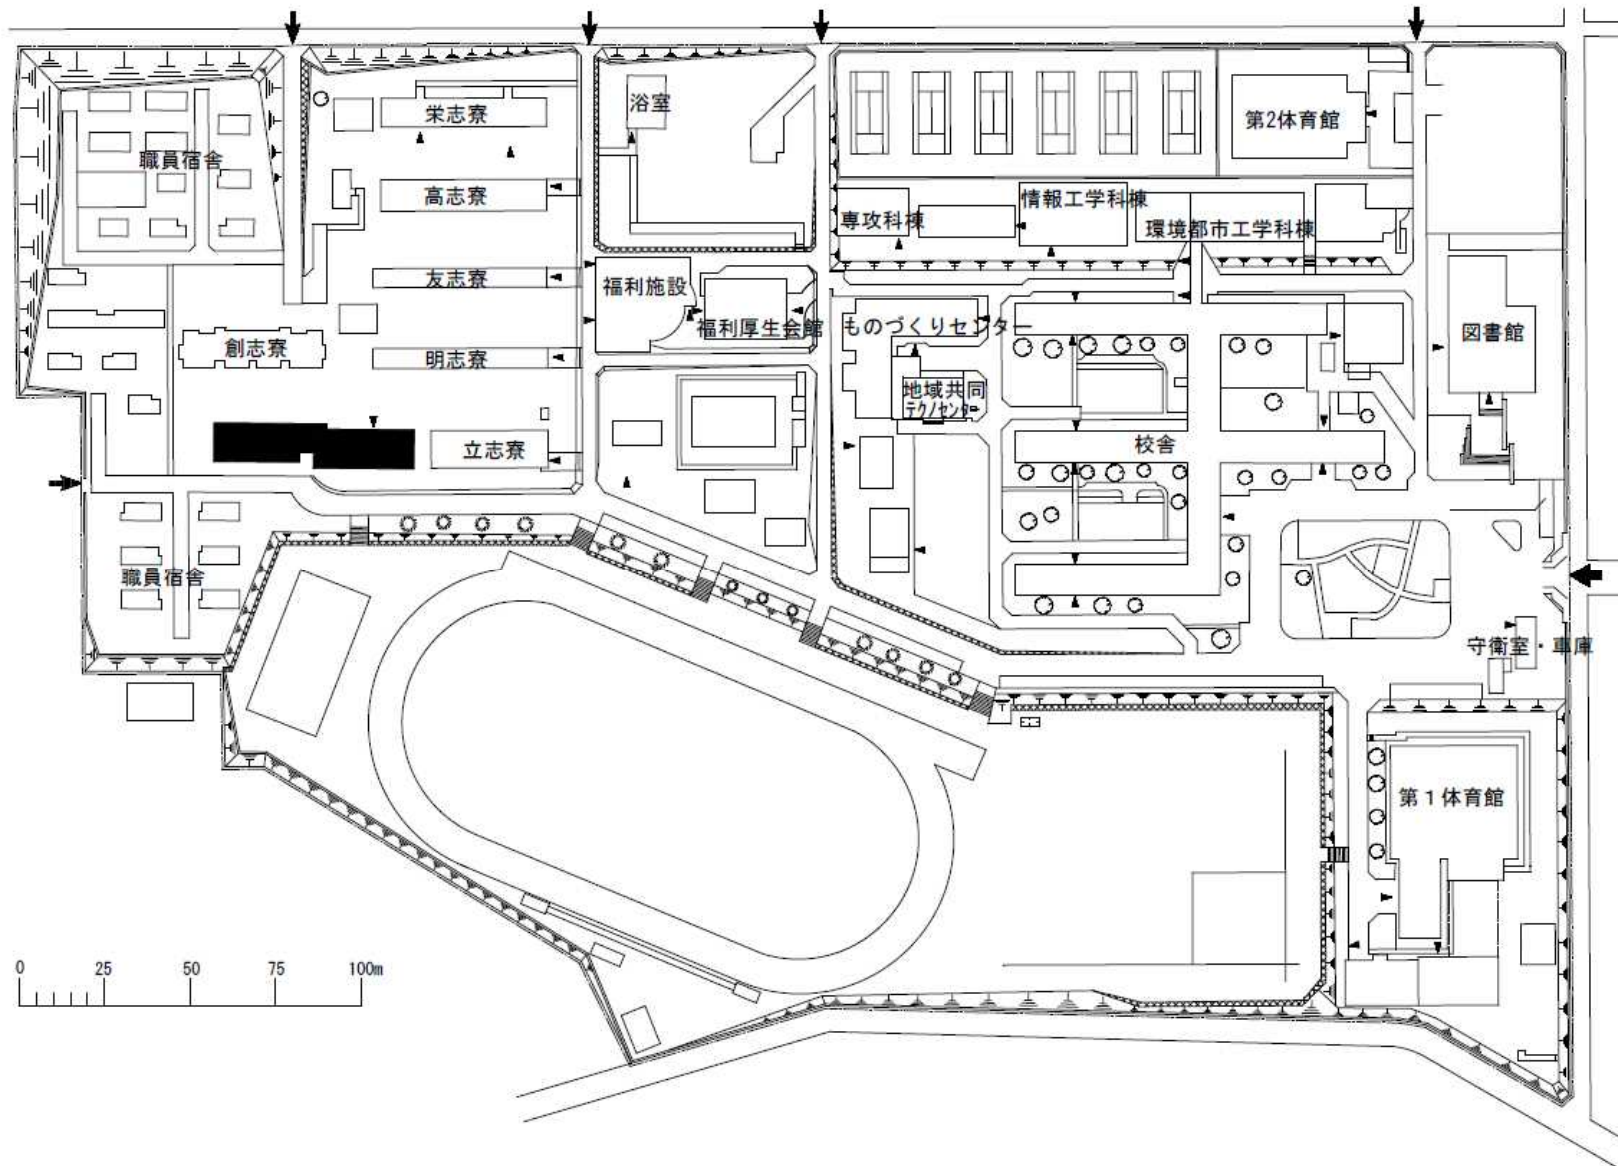 栄志寮
浴室
第2体育館
職員宿舎
高志寮
専攻科棟
情報工学科棟
環境都市工学科棟
友志寮
福利施設
福利厚生会館
ものづくりセンター
図書館
創志寮
明志寮
地域共同
テクノセンター
立志寮
校舎
職員宿舎
守衛室・車庫
第1体育館
0 25 50 75 100m